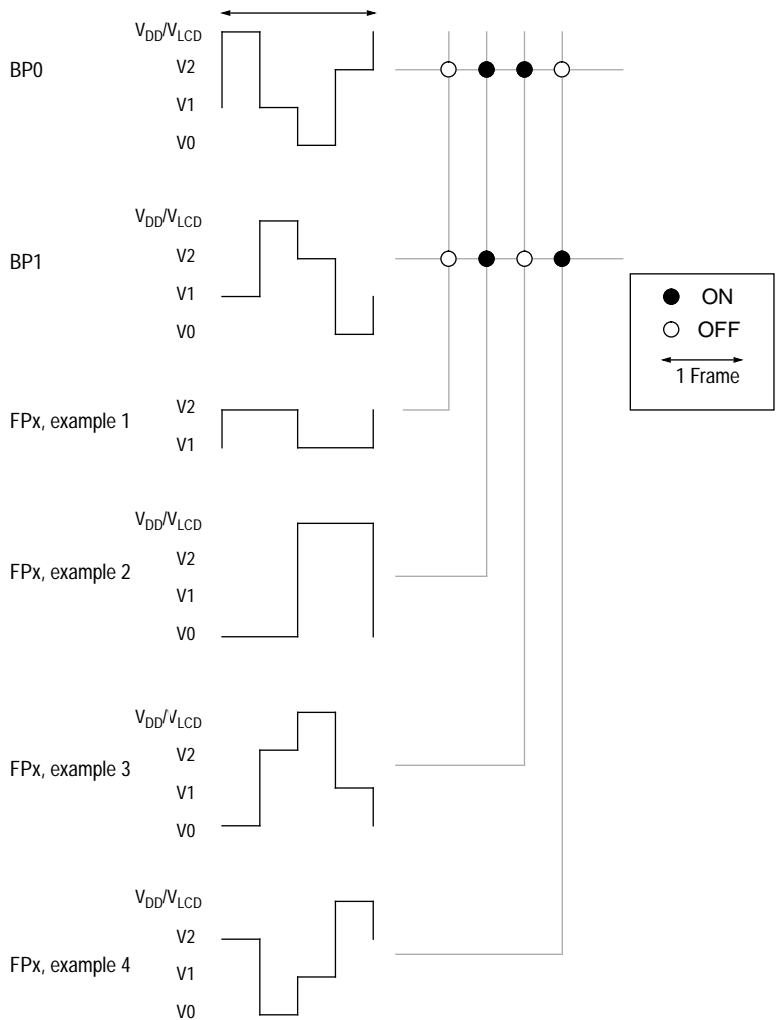 V_DD/V_LCD
BP0
V2
V1
V0
V_DD/V_LCD
BP1
V2
V1
V0
ON
OFF
1 Frame
FPx, example 1
V2
V1
V_DD/V_LCD
FPx, example 2
V2
V1
V0
V_DD/V_LCD
FPx, example 3
V2
V1
V0
V_DD/V_LCD
FPx, example 4
V2
V1
V0